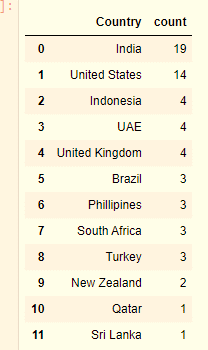 ]:
Country count
0 India 19
1 United States 14
2 Indonesia 4
3 UAE 4
4 United Kingdom 4
5 Brazil 3
6 Phillipines 3
7 South Africa 3
8 Turkey 3
9 New Zealand 2
10 Qatar 1
11 Sri Lanka 1